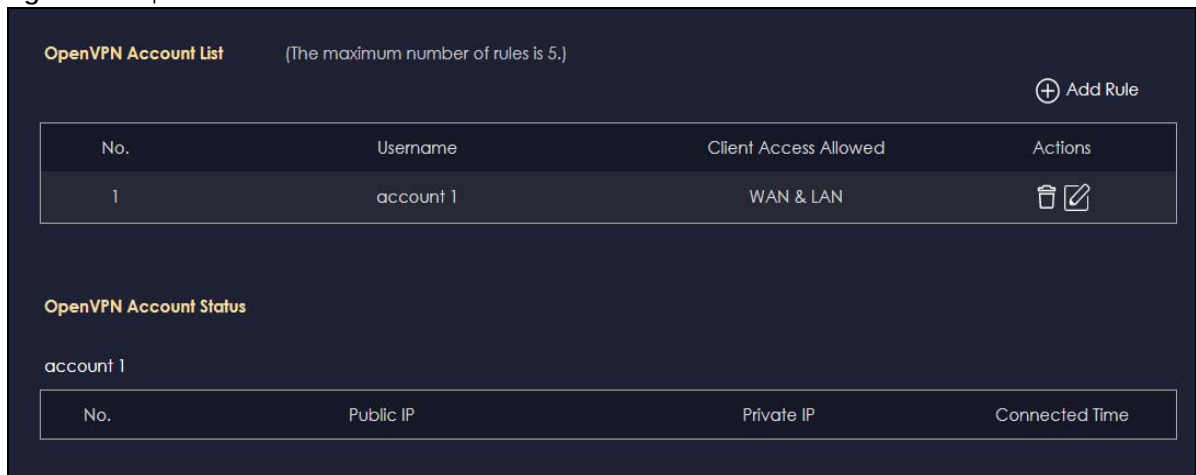 OpenVPN Account List (The maximum number of rules is 5.)
Add Rule
No. Username Client Access Allowed Actions
1 account 1 WAN & LAN
OpenVPN Account Status
account 1
No. Public IP Private IP Connected Time